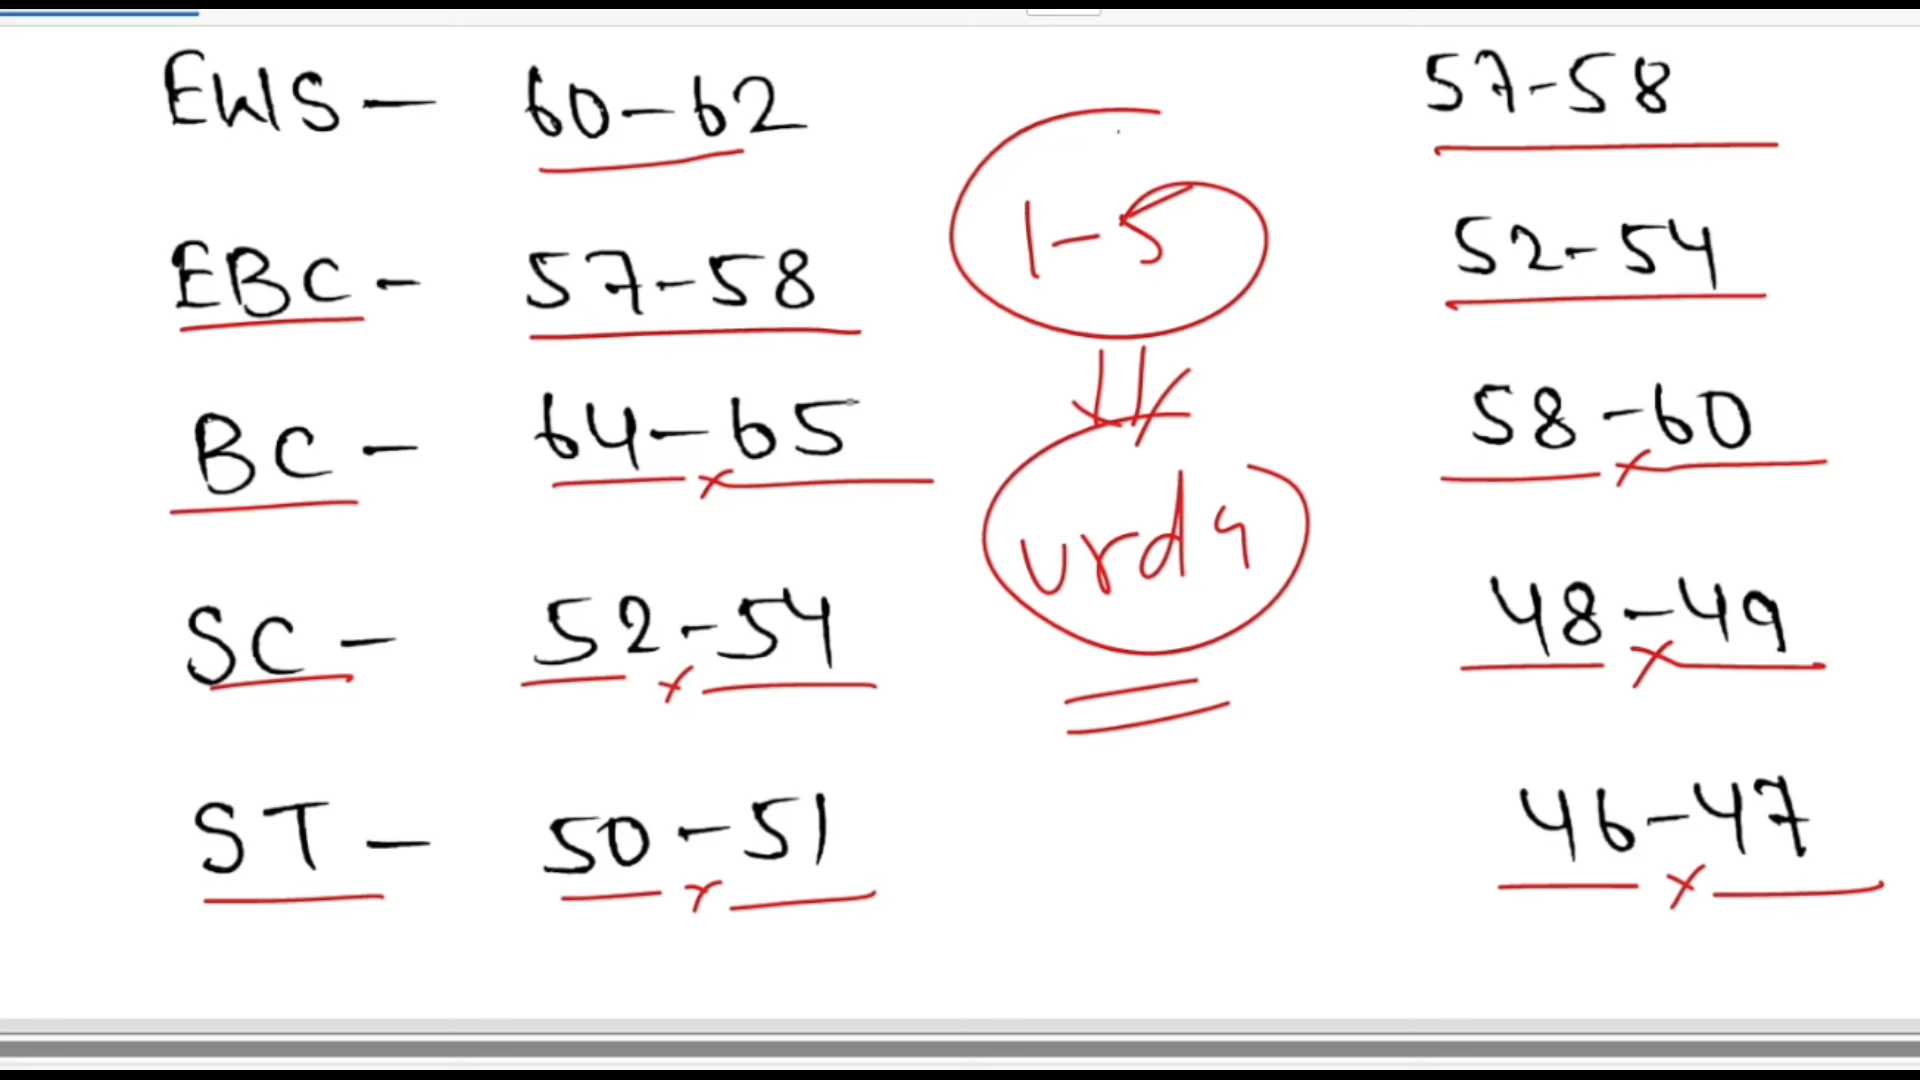 EWS - 60-62 57-58
EBC - 57-58 1-5 52-54
BC - 64-65 58-60
urdu
SC - 52-54 48-49
ST - 50-51 46-47